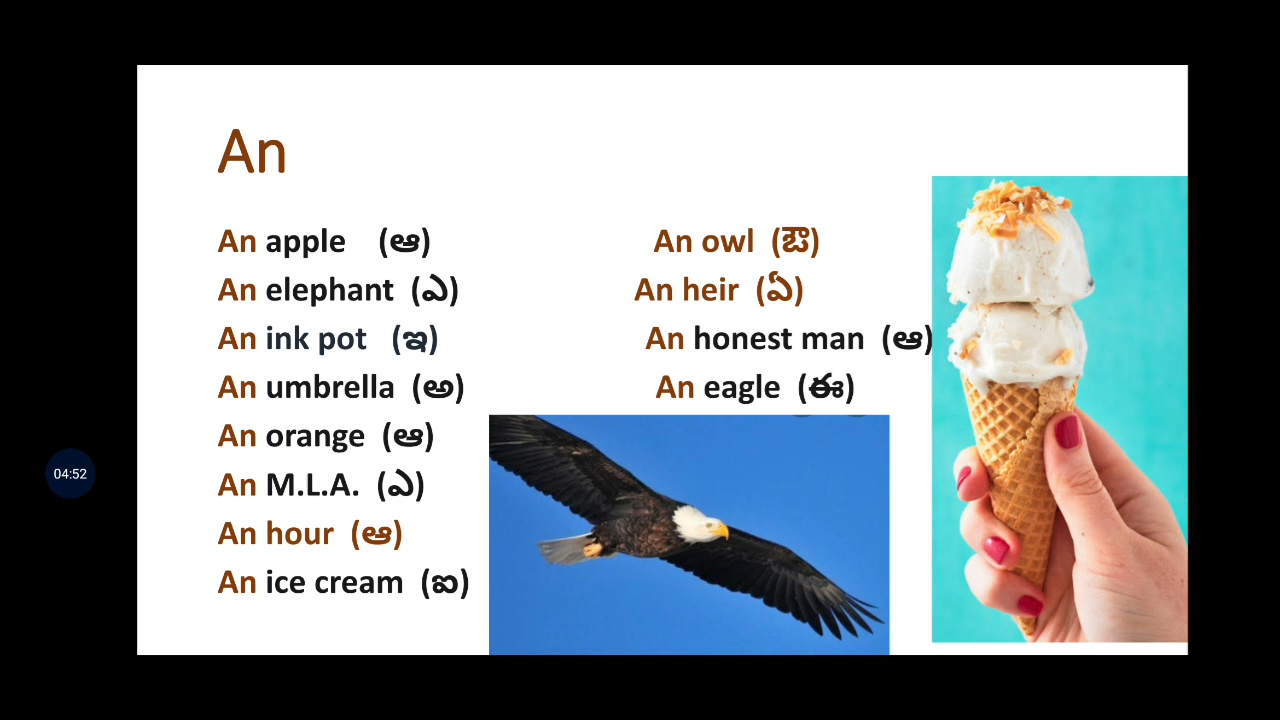 An
An apple (ఆ)
An elephant (ఎ)
An ink pot (ఇ)
An umbrella (అ)
An orange (ఆ)
An M.L.A. (ఎ)
An hour (ఆ)
An ice cream (ఐ)
An owl (ఔ)
An heir (ఏ)
An honest man (ఆ)
An eagle (ఈ)
04:52